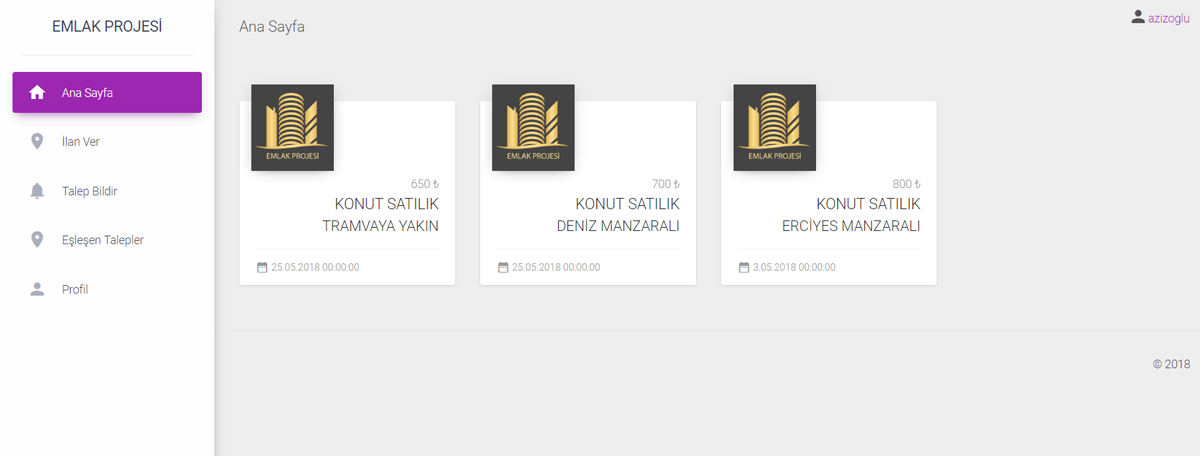 EMLAK PROJESİ
Ana Sayfa
İlan Ver
Talep Bildir
Eşleşen Talepler
Profil
Ana Sayfa
azizoglu
EMLAK PROJESİ
650 ₺
KONUT SATILIK
TRAMVAYA YAKIN
25.05.2018 00:00:00
EMLAK PROJESİ
700 ₺
KONUT SATILIK
DENİZ MANZARALI
25.05.2018 00:00:00
EMLAK PROJESİ
800 ₺
KONUT SATILIK
ERCİYES MANZARALI
3.05.2018 00:00:00
© 2018